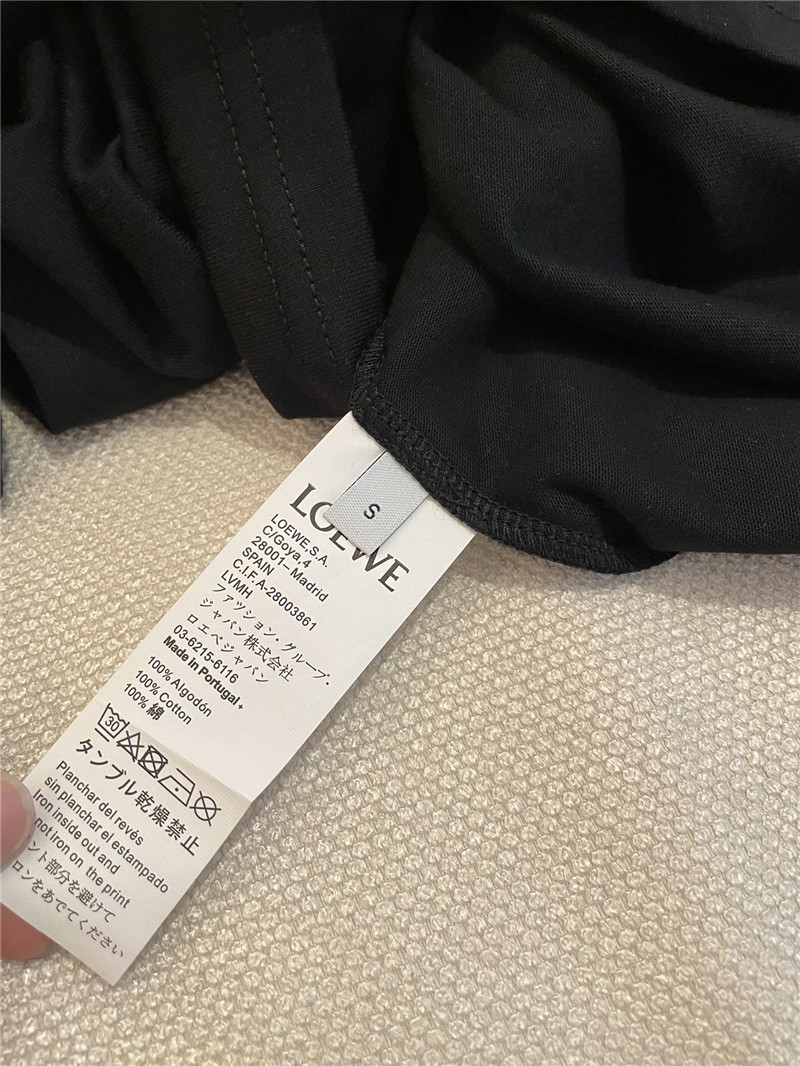 S
LOEWE
LOEWE,S.A.
C/Goya,4
28001-Madrid
SPAIN
C.I.F.A-28003861
LVMH
ファッション・グループ・
ジャパン株式会社
ロエベジャパン
03-6215-6116
Made in Portugal
100% Algodón
100% Cotton
100% 綿
30
タンブル乾燥禁止
Planchar del revés
sin planchar el estampado
Iron inside out and
not Iron on the print
ント部分を避けて
ロンをあてください